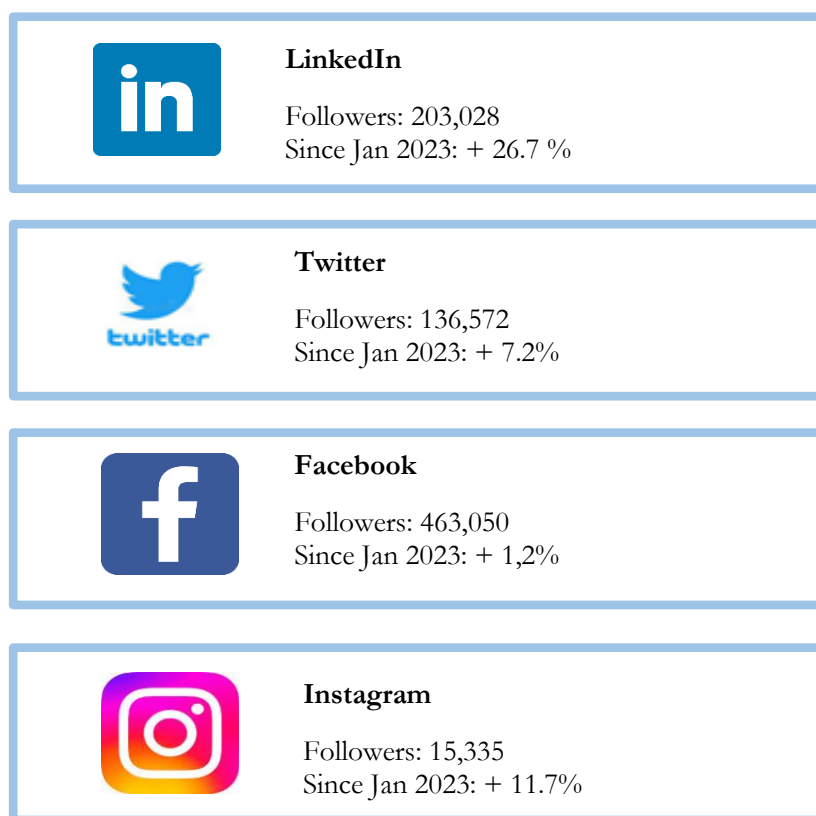 in
LinkedIn
Followers: 203,028
Since Jan 2023: + 26.7 %
twitter
Twitter
Followers: 136,572
Since Jan 2023: + 7.2%
f
Facebook
Followers: 463,050
Since Jan 2023: + 1,2%
Instagram
Followers: 15,335
Since Jan 2023: + 11.7%